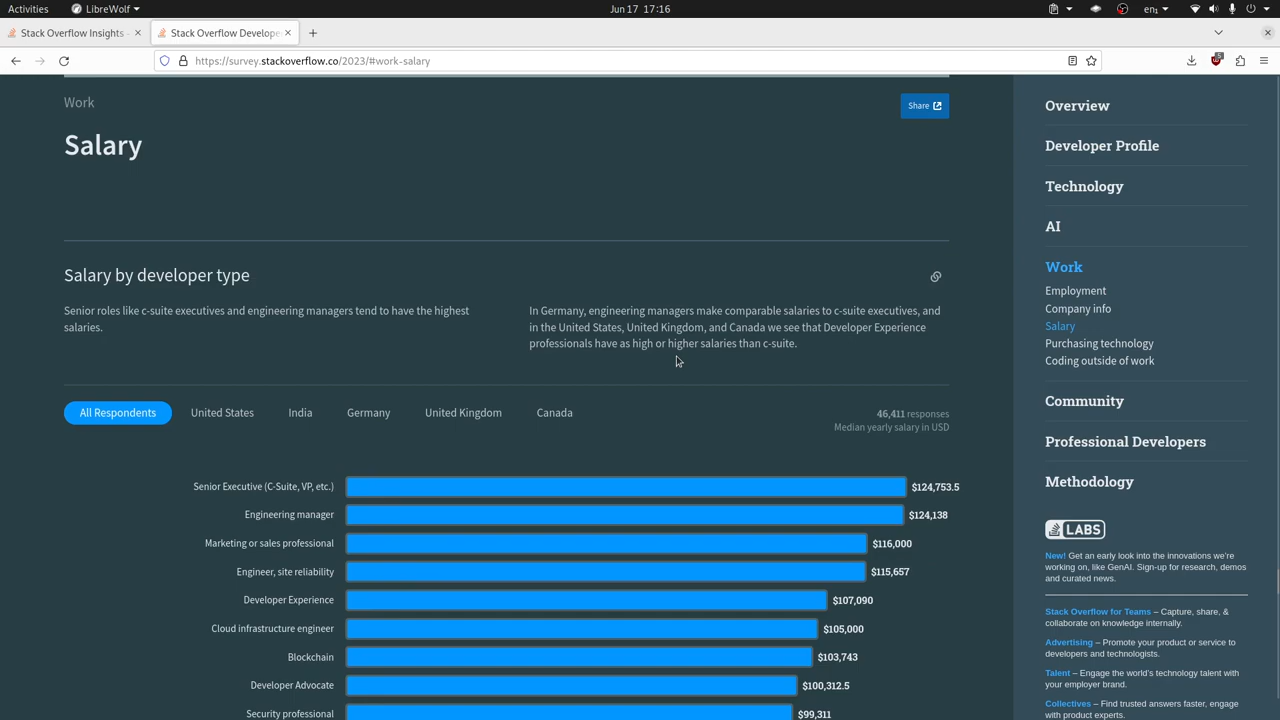 Activities
LibreWolf
Jun 17 17:16
en1
Stack Overflow Insights -
Stack Overflow Develope
https://survey.stackoverflow.co/2023/#work-salary
5
Work
Share
Salary
Salary by developer type
Senior roles like c-suite executives and engineering managers tend to have the highest
salaries.
In Germany, engineering managers make comparable salaries to c-suite executives, and
in the United States, United Kingdom, and Canada we see that Developer Experience
professionals have as high or higher salaries than c-suite.
All Respondents
United States
India
Germany
United Kingdom
Canada
46,411 responses
Median yearly salary in USD
Senior Executive (C-Suite, VP, etc.) $124,753.5
Engineering manager $124,138
Marketing or sales professional $116,000
Engineer, site reliability $115,657
Developer Experience $107,090
Cloud infrastructure engineer $105,000
Blockchain $103,743
Developer Advocate $100,312.5
Security professional $99,311
Overview
Developer Profile
Technology
AI
Work
Employment
Company info
Salary
Purchasing technology
Coding outside of work
Community
Professional Developers
Methodology
LABS
New! Get an early look into the innovations we're
working on, like GenAI. Sign-up for research, demos
and curated news.
Stack Overflow for Teams – Capture, share, &
collaborate on knowledge internally.
Advertising – Promote your product or service to
developers and technologists.
Talent – Engage the world's technology talent with
your employer brand.
Collectives – Find trusted answers faster, engage
with product experts.